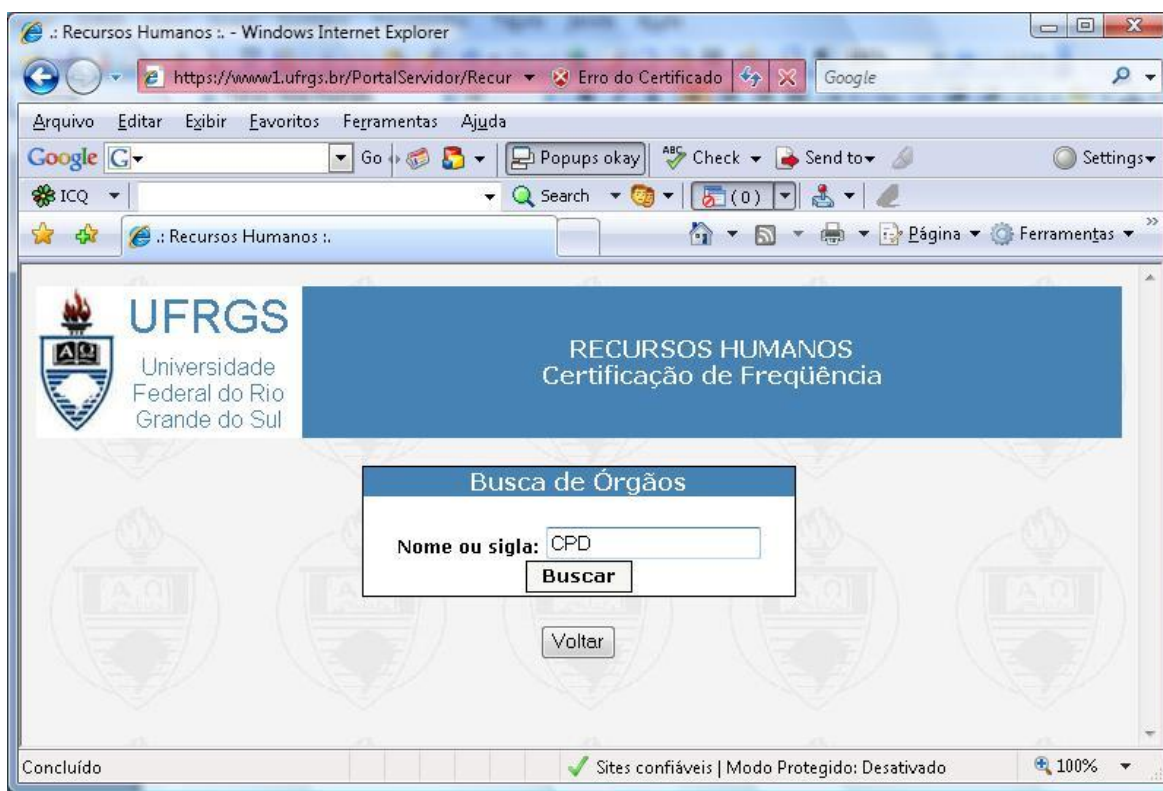 .: Recursos Humanos :. - Windows Internet Explorer
https://www1.ufrgs.br/PortalServidor/Recur Erro do Certificado Google
Arquivo Editar Exibir Favoritos Ferramentas Ajuda
Google G Go Popups okay ABC Check Send to Settings
ICQ Search (0)
.: Recursos Humanos :. Página Ferramentas »
UFRGS
Universidade
Federal do Rio
Grande do Sul
RECURSOS HUMANOS
Certificação de Freqüência
Busca de Órgãos
Nome ou sigla: CPD
Buscar
Voltar
Concluído Sites confiáveis | Modo Protegido: Desativado 100%